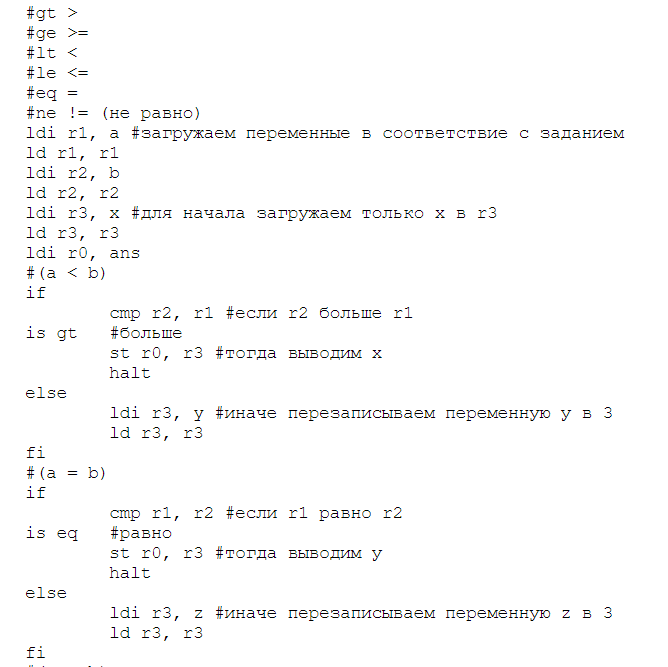 #gt >
#ge >=
#lt <
#le <=
#eq =
#ne != (не равно)
ldi r1, a #загружаем переменные в соответствие с заданием
ld r1, r1
ldi r2, b
ld r2, r2
ldi r3, x #для начала загружаем только x в r3
ld r3, r3
ldi r0, ans
#(a < b)
if
cmp r2, r1 #если r2 больше r1
is gt #больше
st r0, r3 #тогда выводим x
halt
else
ldi r3, y #иначе перезаписываем переменную y в 3
ld r3, r3
fi
#(a = b)
if
cmp r1, r2 #если r1 равно r2
is eq #равно
st r0, r3 #тогда выводим y
halt
else
ldi r3, z #иначе перезаписываем переменную z в 3
ld r3, r3
fi